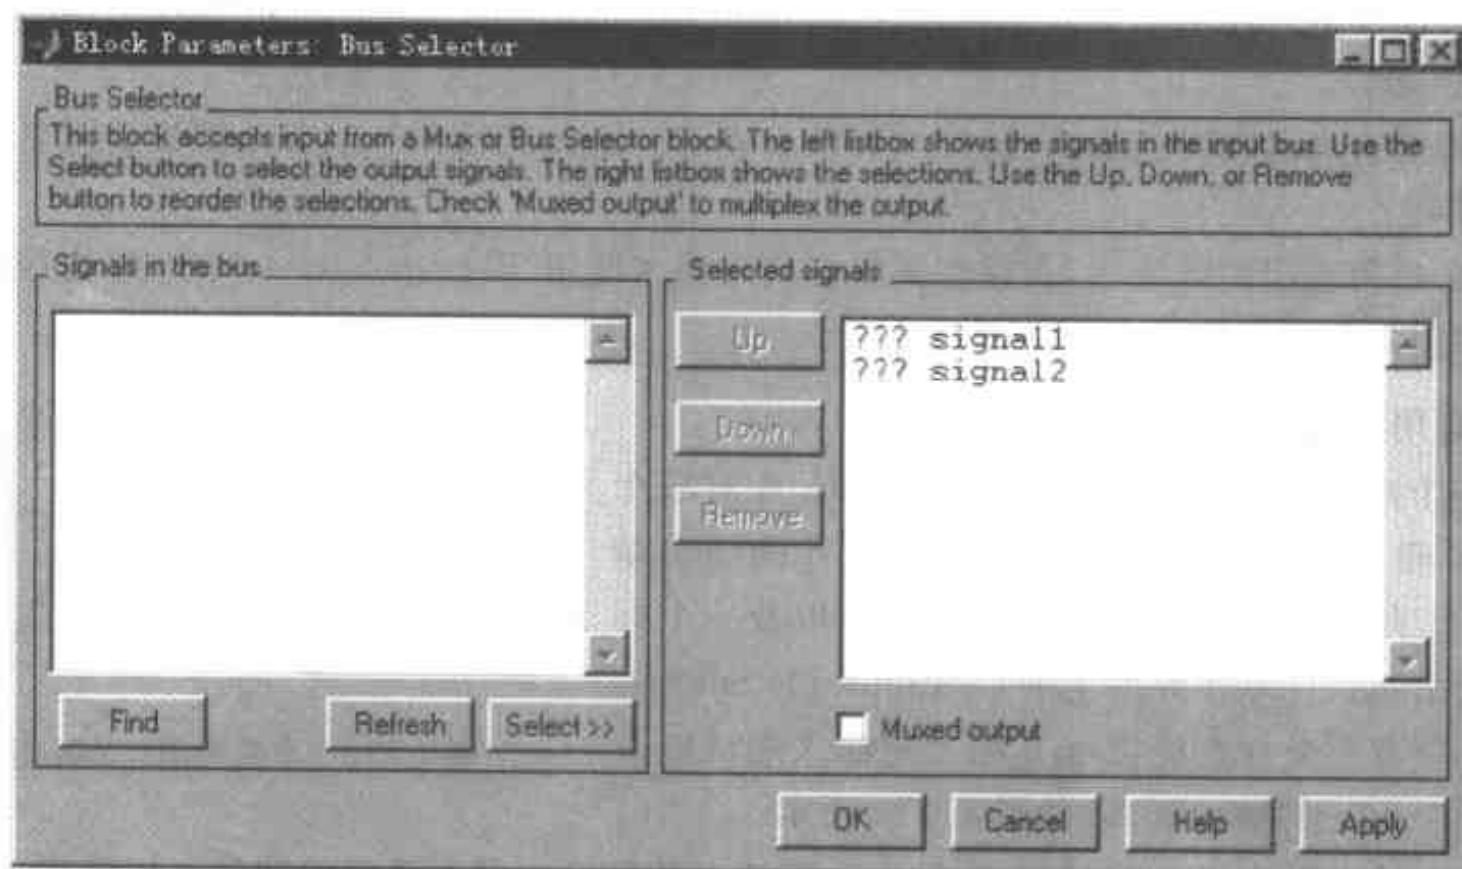 Block Parameters: Bus Selector
Bus Selector
This block accepts input from a Mux or Bus Selector block. The left listbox shows the signals in the input bus. Use the
Select button to select the output signals. The right listbox shows the selections. Use the Up, Down, or Remove
button to reorder the selections. Check 'Muxed output' to multiplex the output.
Signals in the bus
Selected signals
Up
Down
Remove
??? signal1
??? signal2
Find
Refresh
Select >>
Muxed output
OK
Cancel
Help
Apply